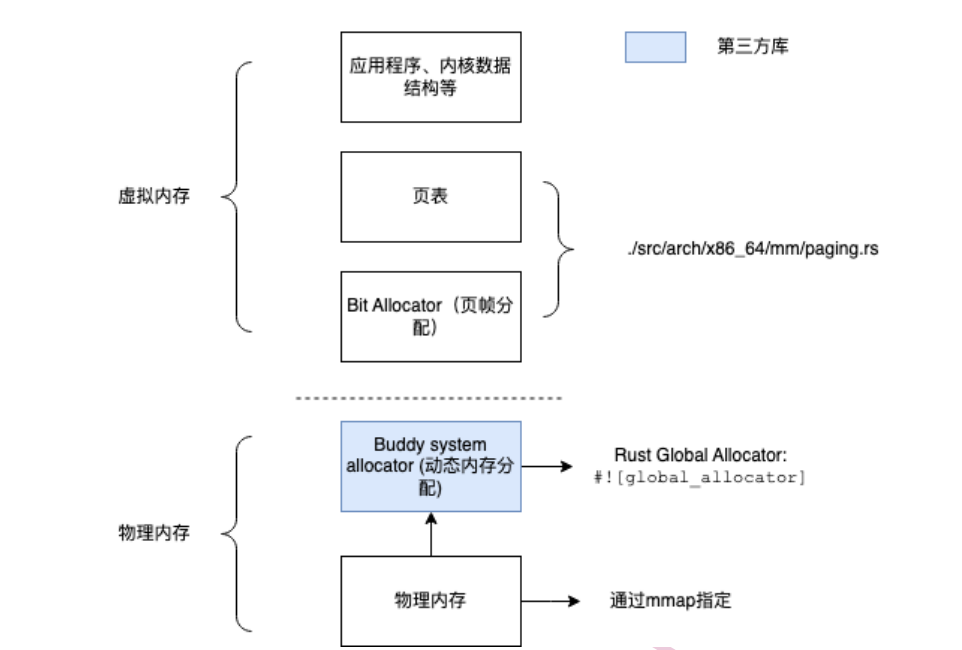 应用程序、内核数据
结构等
第三方库
虚拟内存
页表
./src/arch/x86_64/mm/paging.rs
Bit Allocator（页帧分
配）
Buddy system
allocator (动态内存分
配)
Rust Global Allocator:
#![global_allocator]
物理内存
物理内存
通过mmap指定